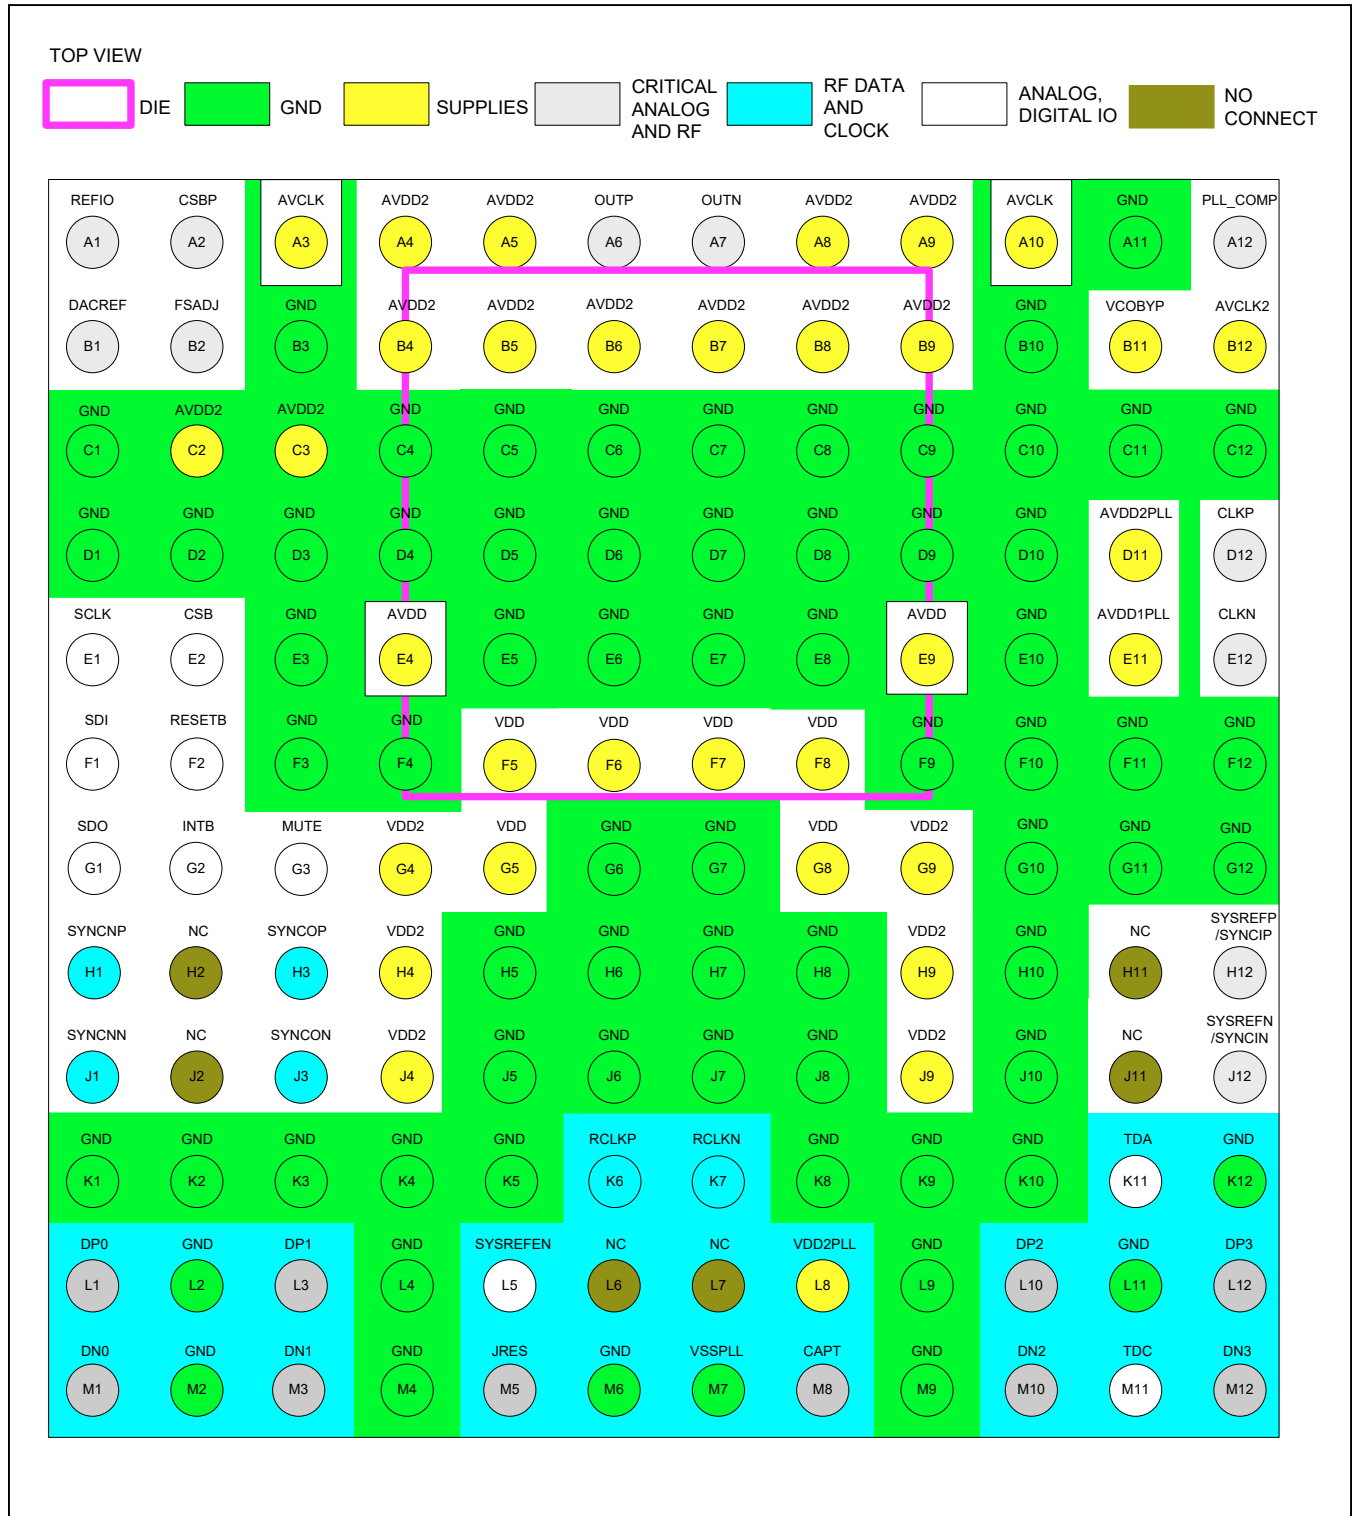 TOP VIEW
DIE
GND
SUPPLIES
CRITICAL
ANALOG
AND RF
RF DATA
AND
CLOCK
ANALOG,
DIGITAL IO
NO
CONNECT
REFIO CSBP AVCLK AVDD2 AVDD2 OUTP OUTN AVDD2 AVDD2 AVCLK GND PLL_COMP
A1 A2 A3 A4 A5 A6 A7 A8 A9 A10 A11 A12
DACREF FSADJ GND AVDD2 AVDD2 AVDD2 AVDD2 AVDD2 AVDD2 GND VCOBYP AVCLK2
B1 B2 B3 B4 B5 B6 B7 B8 B9 B10 B11 B12
GND AVDD2 AVDD2 GND GND GND GND GND GND GND GND GND
C1 C2 C3 C4 C5 C6 C7 C8 C9 C10 C11 C12
GND GND GND GND GND GND GND GND GND GND AVDD2PLL CLKP
D1 D2 D3 D4 D5 D6 D7 D8 D9 D10 D11 D12
SCLK CSB GND AVDD GND GND GND GND AVDD GND AVDD1PLL CLKN
E1 E2 E3 E4 E5 E6 E7 E8 E9 E10 E11 E12
SDI RESETB GND GND VDD VDD VDD VDD GND GND GND GND
F1 F2 F3 F4 F5 F6 F7 F8 F9 F10 F11 F12
SDO INTB MUTE VDD2 VDD GND GND VDD VDD2 GND GND GND
G1 G2 G3 G4 G5 G6 G7 G8 G9 G10 G11 G12
SYNCNP NC SYNCOP VDD2 GND GND GND GND VDD2 GND NC SYSREFP
/SYNCIP
H1 H2 H3 H4 H5 H6 H7 H8 H9 H10 H11 H12
SYNCNN NC SYNCON VDD2 GND GND GND GND VDD2 GND NC SYSREFN
/SYNCIN
J1 J2 J3 J4 J5 J6 J7 J8 J9 J10 J11 J12
GND GND GND GND GND RCLKP RCLKN GND GND GND TDA GND
K1 K2 K3 K4 K5 K6 K7 K8 K9 K10 K11 K12
DP0 GND DP1 GND SYSREFEN NC NC VDD2PLL GND DP2 GND DP3
L1 L2 L3 L4 L5 L6 L7 L8 L9 L10 L11 L12
DN0 GND DN1 GND JRES GND VSSPLL CAPT GND DN2 TDC DN3
M1 M2 M3 M4 M5 M6 M7 M8 M9 M10 M11 M12